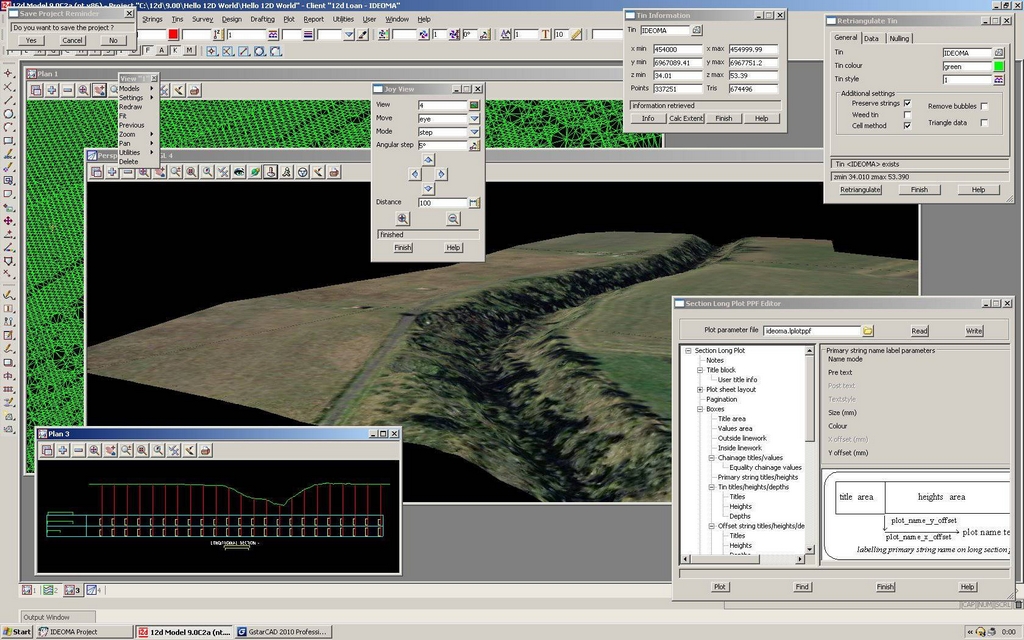 12d Model 9.0C2a (nt.x86) - Project "C:\12d\9.00\Hello 12D World\Hello 12D World" - Client "12d Loan - IDEOMA"
Save Project Reminder
Do you want to save the project ?
Yes Cancel No
Strings Tins Survey Design Drafting Plot Report Utilities User Window Help
1 1 1 0° 1 10
F A K M
Plan 1
View "1"
Models
Settings
Redraw
Fit
Previous
Zoom
Pan
Utilities
Delete
Joy View
View 4
Move eye
Mode step
Angular step 5°
Distance 100
finished
Finish Help
Tin Information
Tin IDEOMA
x min 454000 x max 454999.99
y min 6967089.41 y max 6967751.2
z min 34.01 z max 53.39
Points 337251 Tris 674496
information retrieved
Info Calc Extent Finish Help
Retriangulate Tin
General Data Nulling
Tin IDEOMA
Tin colour green
Tin style 1
Additional settings
Preserve strings Remove bubbles
Weed tin
Cell method Triangle data
Tin <IDEOMA> exists
zmin 34.010 zmax 53.390
Retriangulate Finish Help
Section Long Plot PPF Editor
Plot parameter file ideoma.lplotppf Read Write
Section Long Plot
Notes
Title block
User title info
Plot sheet layout
Pagination
Boxes
Title area
Values area
Outside linework
Inside linework
Chainage titles/values
Equality chainage values
Primary string titles/heights
Tin titles/heights/depths
Titles
Heights
Depths
Offset string titles/heights/de
Titles
Heights
Depths
Primary string name label parameters
Name mode
Pre text
Post text
Textstyle
Size (mm)
Colour
X offset (mm)
Y offset (mm)
title area heights area
plot_name_y_offset
plot_name_x_offset plot name te
labelling primary string name on long section
Plot Find Finish Help
Plan 3
LONGITUDINAL SECTION -
1 2 3 4
Output Window
CAP NUM SCRL
Start IDEOMA Project 12d Model 9.0C2a (nt.... GstarCAD 2010 Professi... 0:00